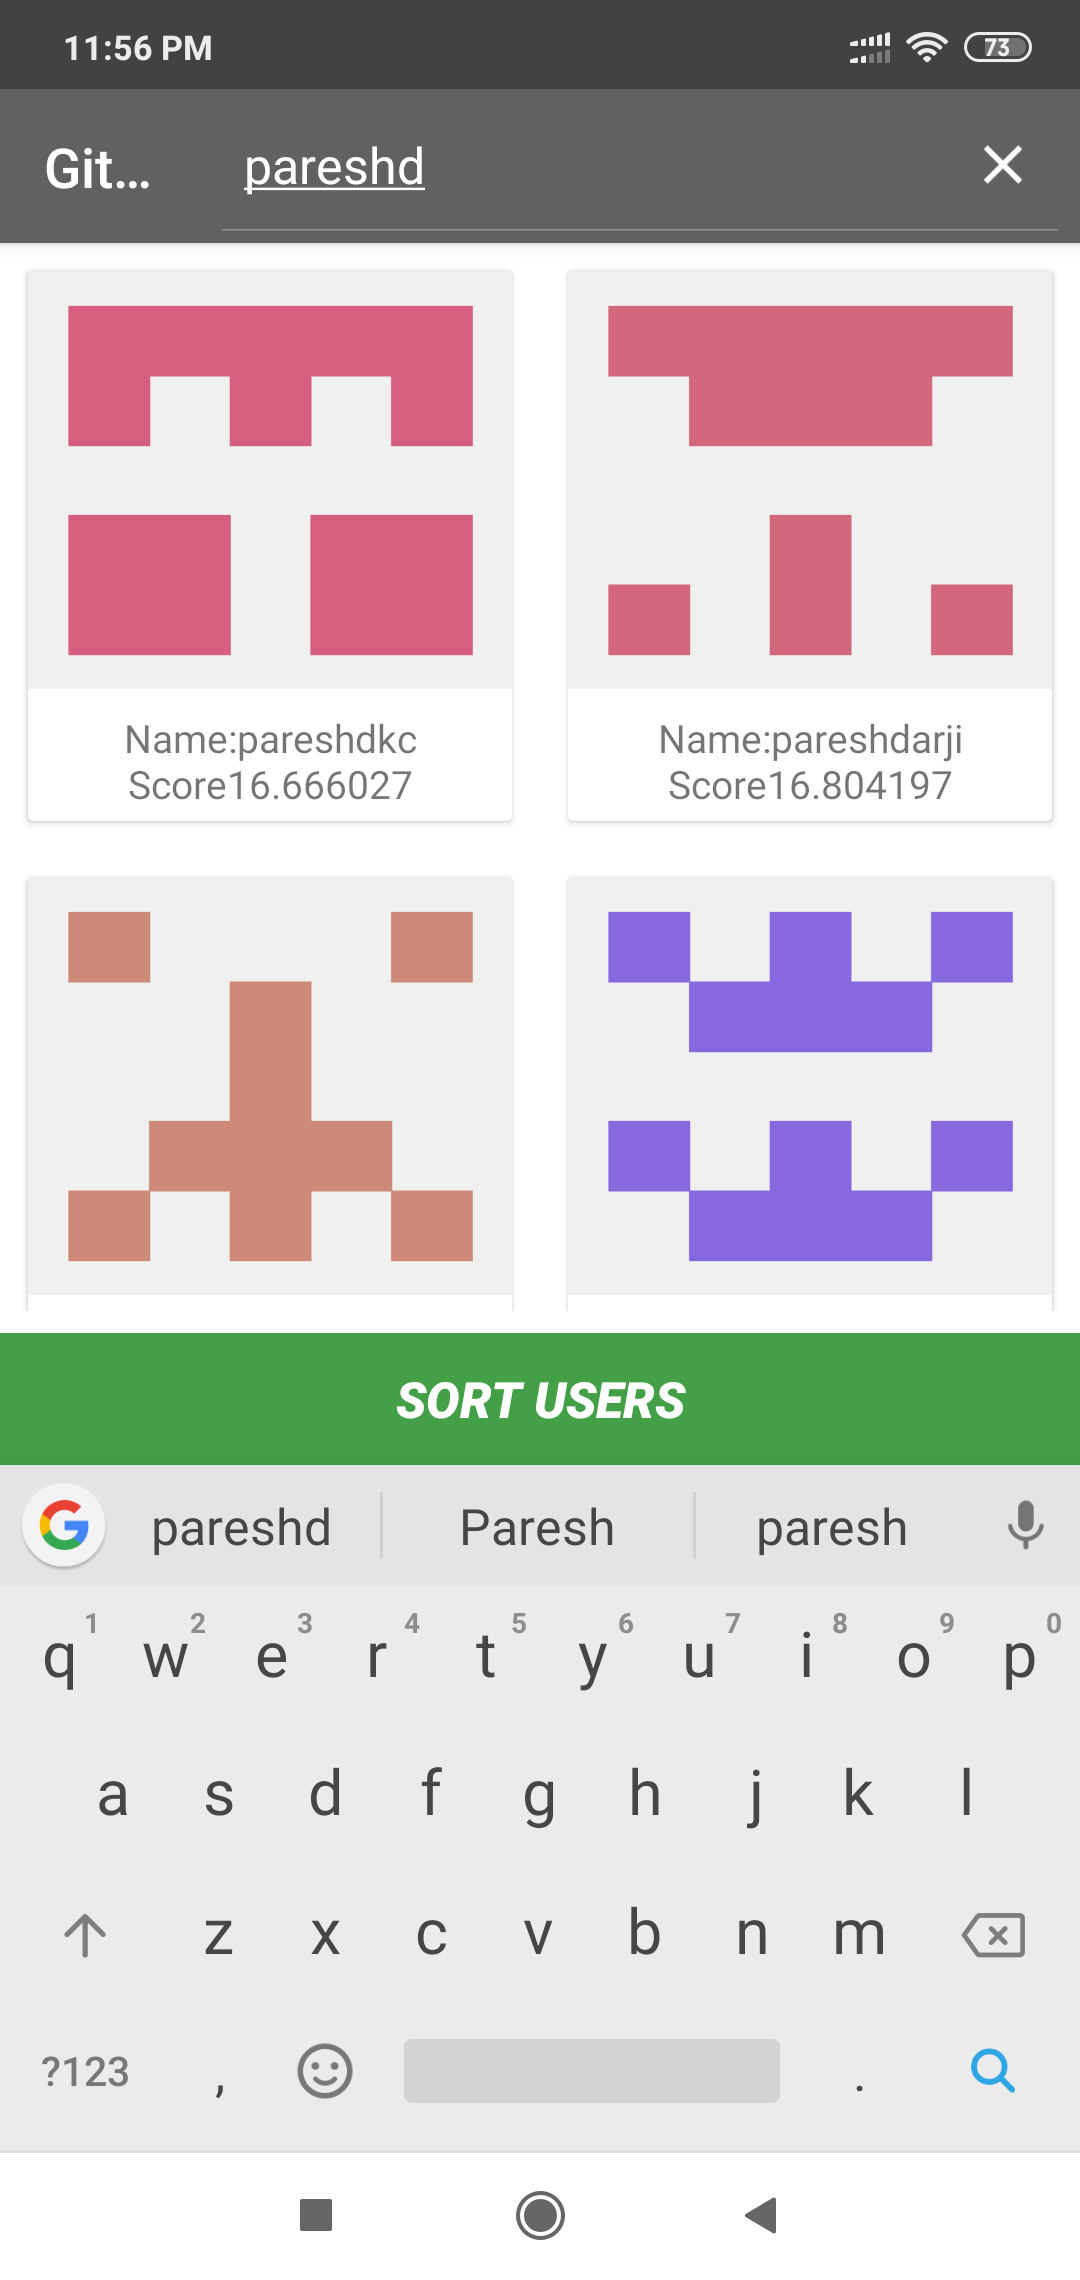 11:56 PM
73
Git... pareshd
Name:pareshdkc
Score16.666027
Name:pareshdarji
Score16.804197
SORT USERS
pareshd Paresh paresh
1 2 3 4 5 6 7 8 9 0
q w e r t y u i o p
a s d f g h j k l
z x c v b n m
?123 , .